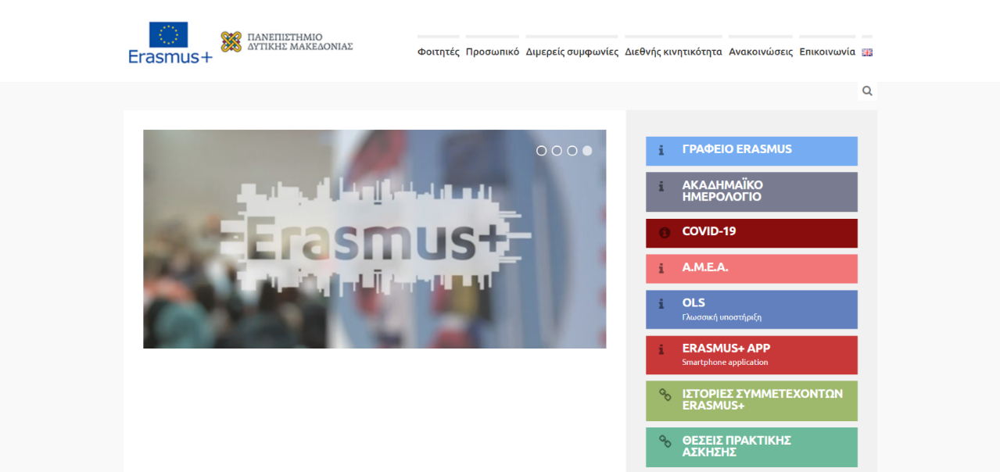 Erasmus+
ΠΑΝΕΠΙΣΤΗΜΙΟ
ΔΥΤΙΚΗΣ ΜΑΚΕΔΟΝΙΑΣ
Φοιτητές Προσωπικό Διμερείς συμφωνίες Διεθνής κινητικότητα Ανακοινώσεις Επικοινωνία
Erasmus+
ΓΡΑΦΕΙΟ ERASMUS
ΑΚΑΔΗΜΑΪΚΟ
ΗΜΕΡΟΛΟΓΙΟ
COVID-19
Α.Μ.Ε.Α.
OLS
Γλωσσική υποστήριξη
ERASMUS+ APP
Smartphone application
ΙΣΤΟΡΙΕΣ ΣΥΜΜΕΤΕΧΟΝΤΩΝ
ERASMUS+
ΘΕΣΕΙΣ ΠΡΑΚΤΙΚΗΣ
ΑΣΚΗΣΗΣ